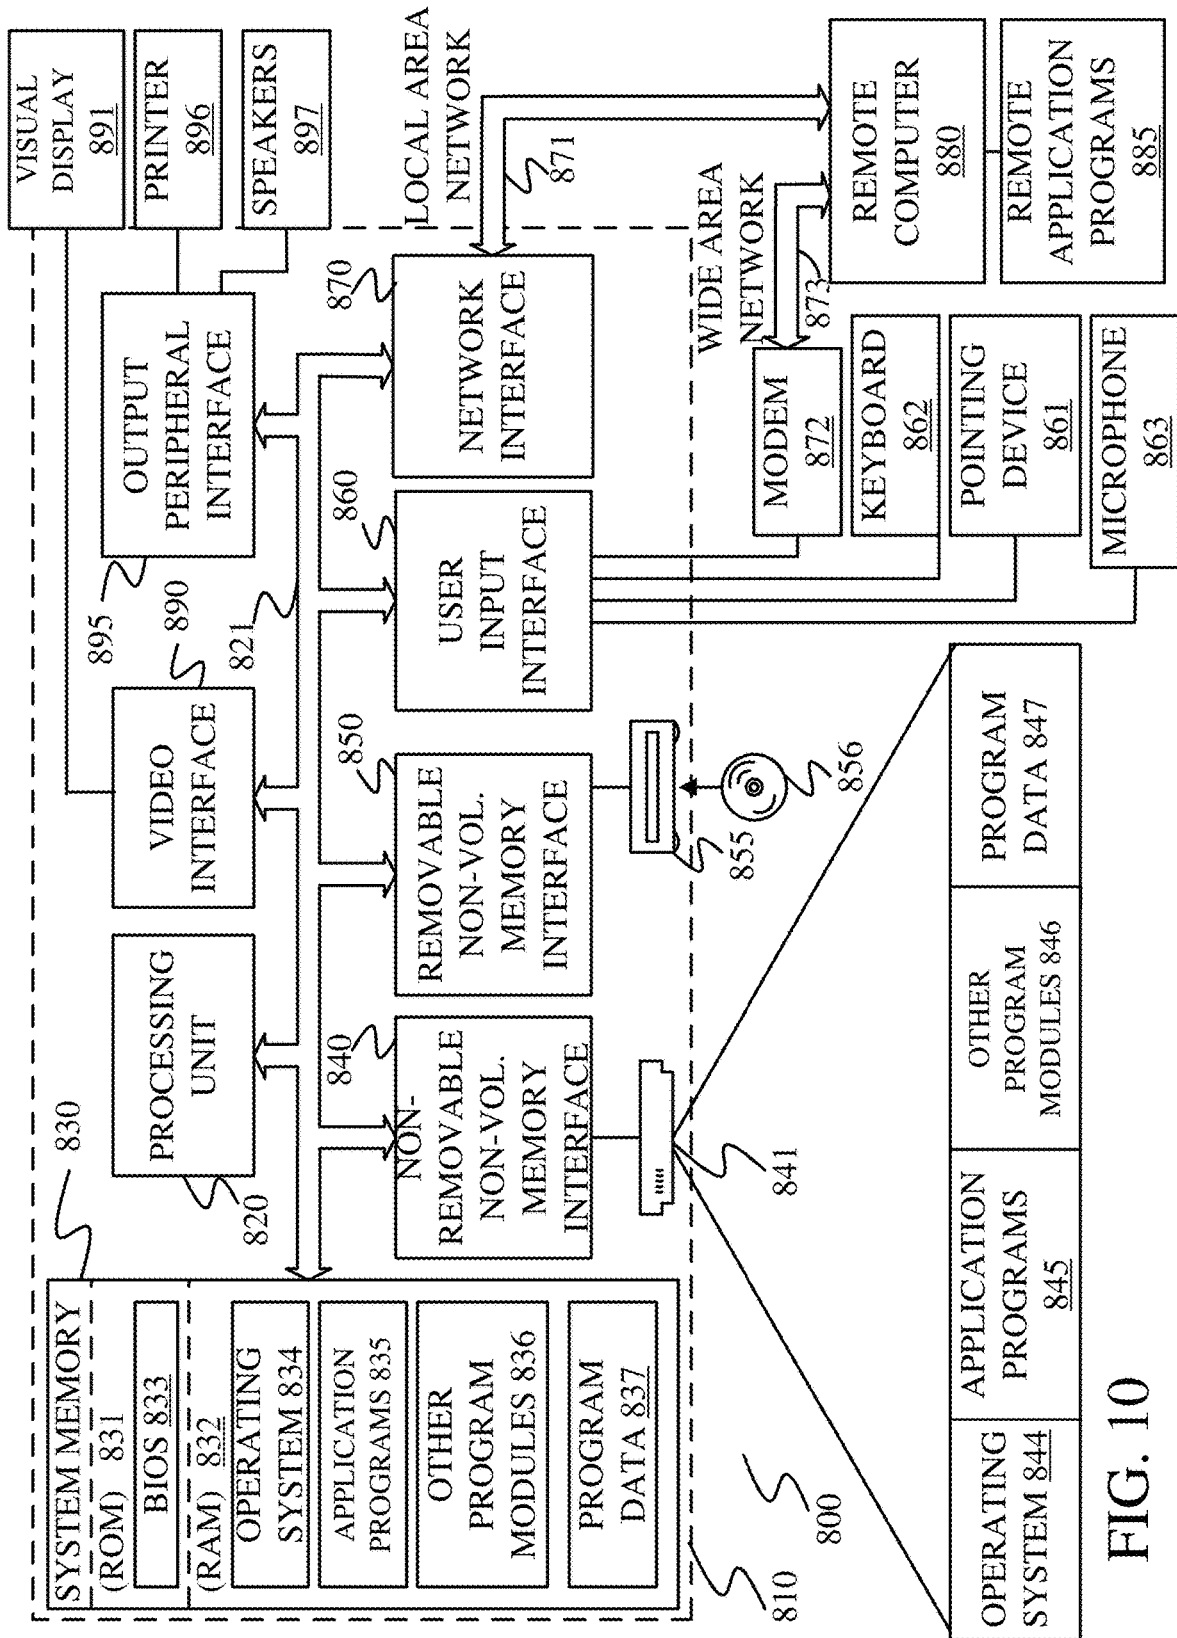 SYSTEM MEMORY
(ROM) 831
BIOS 833
(RAM) 832
OPERATING
SYSTEM 834
APPLICATION
PROGRAMS 835
OTHER
PROGRAM
MODULES 836
PROGRAM
DATA 837
830
PROCESSING
UNIT
820
VIDEO
INTERFACE
890
821
OUTPUT
PERIPHERAL
INTERFACE
895
VISUAL
DISPLAY
891
PRINTER
896
SPEAKERS
897
NON-
REMOVABLE
NON-VOL.
MEMORY
INTERFACE
840
REMOVABLE
NON-VOL.
MEMORY
INTERFACE
850
USER
INPUT
INTERFACE
860
NETWORK
INTERFACE
870
LOCAL AREA
NETWORK
871
810
800
841
855
856
WIDE AREA
NETWORK
873
MODEM
872
KEYBOARD
862
POINTING
DEVICE
861
MICROPHONE
863
REMOTE
COMPUTER
880
REMOTE
APPLICATION
PROGRAMS
885
OPERATING
SYSTEM 844
APPLICATION
PROGRAMS
845
OTHER
PROGRAM
MODULES 846
PROGRAM
DATA 847
FIG. 10